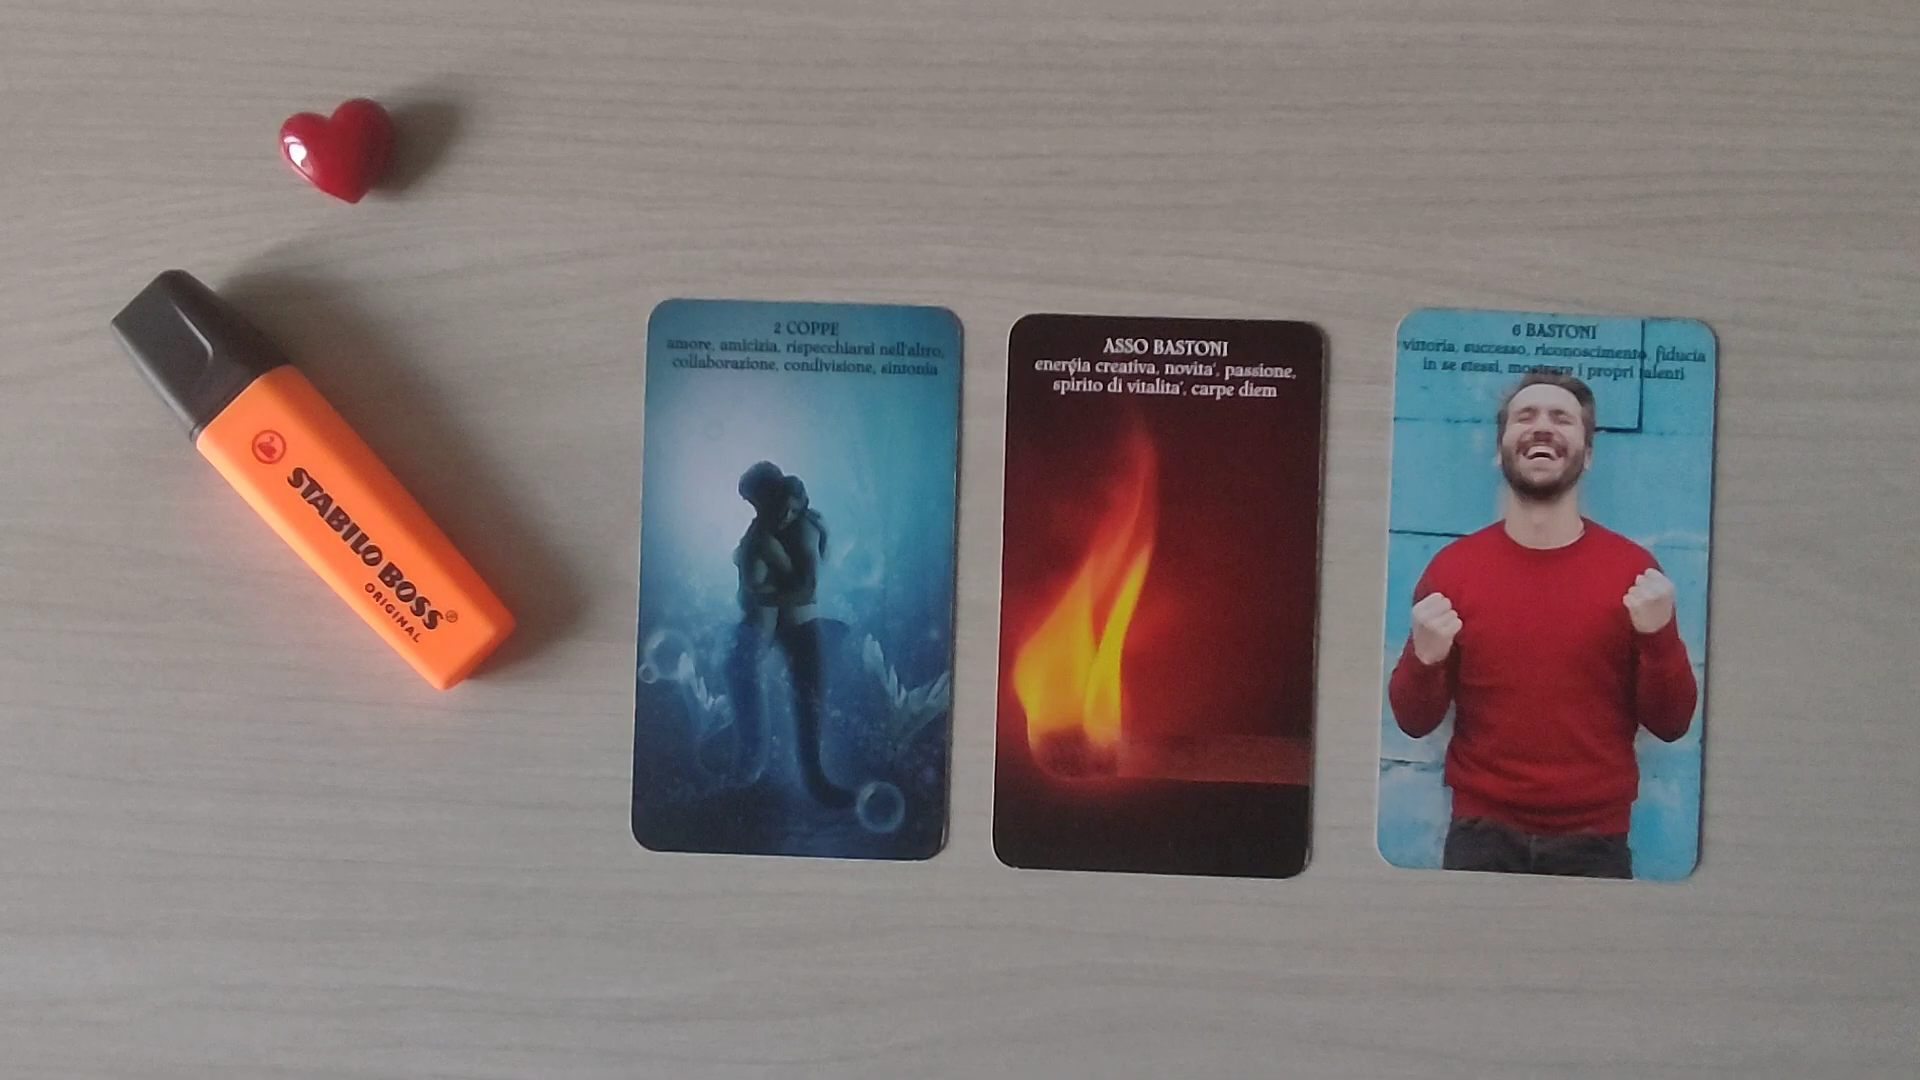 STABILO BOSS®
ORIGINAL
2 COPPE
amore, amicizia, rispecchiarsi nell'altro,
collaborazione, condivisione, sintonia
ASSO BASTONI
energia creativa, novita', passione,
spirito di vitalita', carpe diem
6 BASTONI
vittoria, successo, riconoscimento, fiducia
in se stessi, mostrare i propri talenti